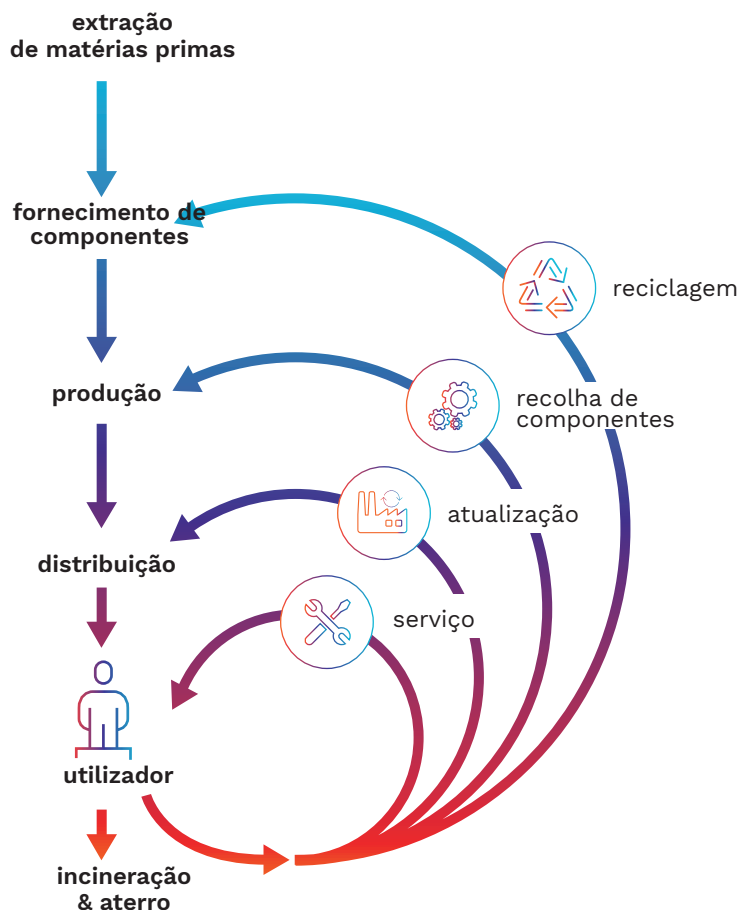 extração
de matérias primas
fornecimento de
componentes
reciclagem
produção
recolha de
componentes
atualização
distribuição
serviço
utilizador
incineração
& aterro